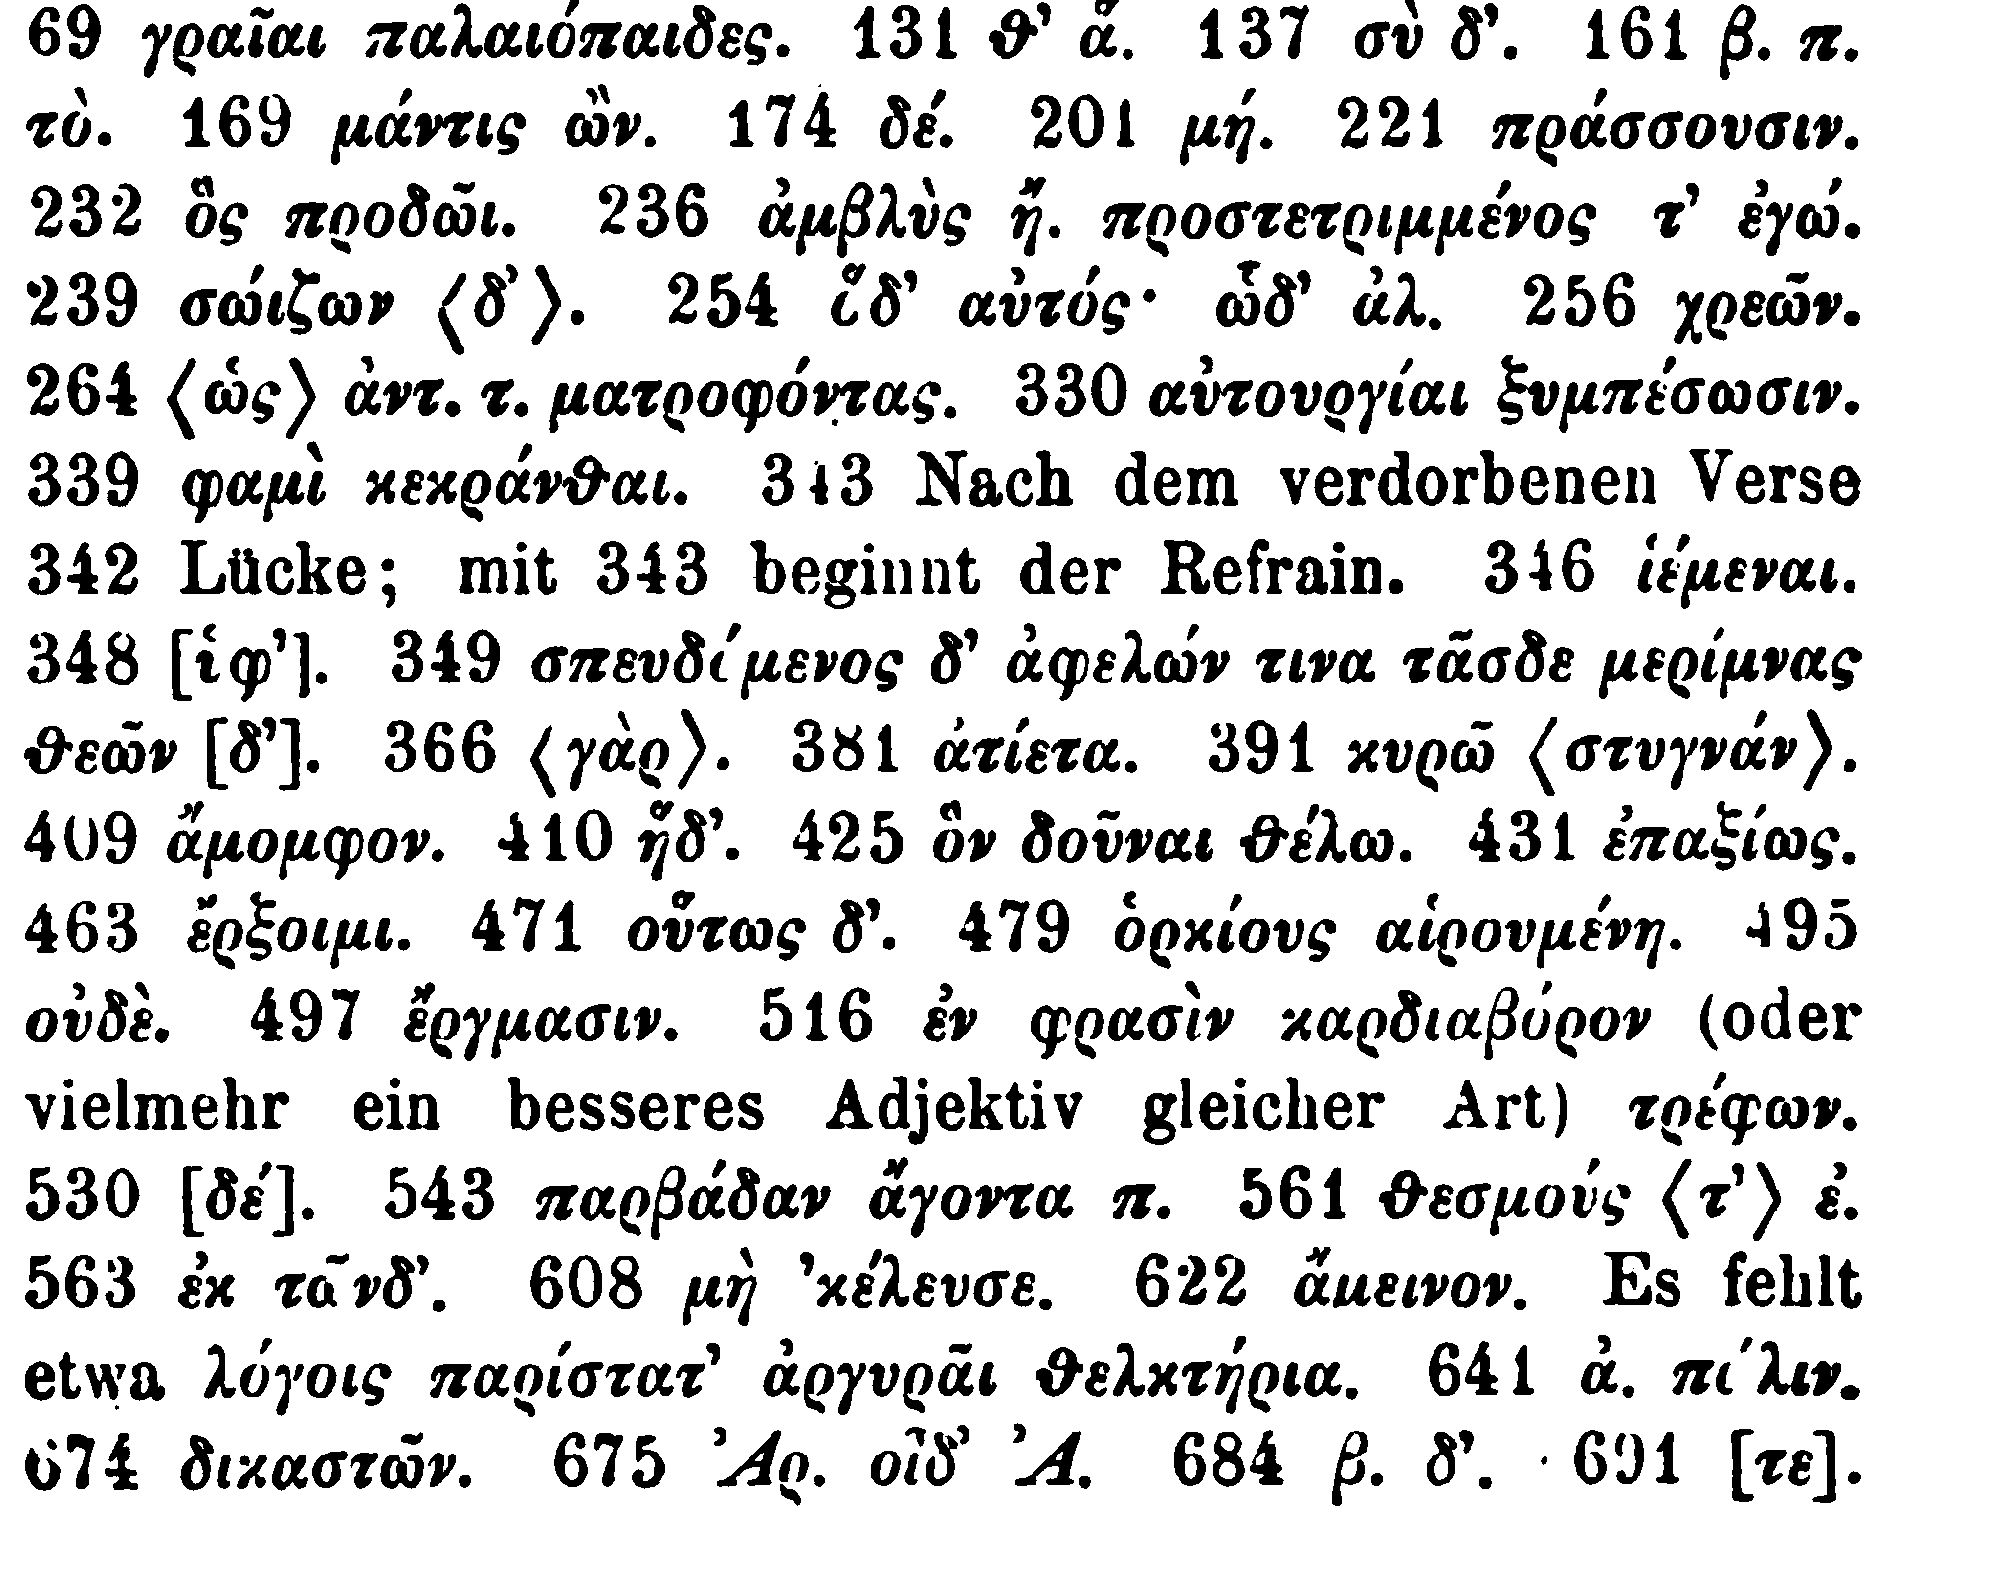 69 γραῖαι παλαιόπαιδες. 131 θ’ ἅ. 137 σὺ δ’. 161 β. π.
τὸ. 169 μάντις ὢν. 174 δέ. 201 μή. 221 πράσσουσιν.
232 ὃς προδῶι. 236 ἀμβλὺς ἤ. προστετριμμένος τ’ ἐγώ.
239 σώιζων ⟨δ’⟩. 254 ὅδ’ αὐτός· ὧδ’ ἀλ. 256 χρεῶν.
264 ⟨ὡς⟩ ἀντ. τ. ματροφόντας. 330 αὐτουργίαι ξυμπέσωσιν.
339 φαμὶ κεκράνθαι. 343 Nach dem verdorbenen Verse
342 Lücke; mit 343 beginnt der Refrain. 346 ἱέμεναι.
348 [ἱφ’]. 349 σπευδόμενος δ’ ἀφελών τινα τᾶσδε μερίμνας
θεῶν [δ’]. 366 ⟨γὰρ⟩. 381 ἀτίετα. 391 κυρῶ ⟨στυγνάν⟩.
409 ἄμομφον. 410 ἥδ’. 425 ὃν δοῦναι θέλω. 431 ἐπαξίως.
463 ἔρξοιμι. 471 οὕτως δ’. 479 ὁρκίους αἱρουμένη. 495
οὐδὲ. 497 ἔργμασιν. 516 ἐν φρασὶν καρδιαβόρον (oder
vielmehr ein besseres Adjektiv gleicher Art) τρέφων.
530 [δέ]. 543 παρβάδαν ἄγοντα π. 561 θεσμούς ⟨τ’⟩ ἐ.
563 ἐκ τᾶνδ’. 608 μὴ ’κέλευσε. 622 ἄμεινον. Es fehlt
etwa λόγοις παρίστατ’ ἀργυρᾶι θελκτήρια. 641 ἀ. πόλιν.
674 δικαστῶν. 675 Ἀρ. οἷδ’ Ἀ. 684 β. δ’. 691 [τε].